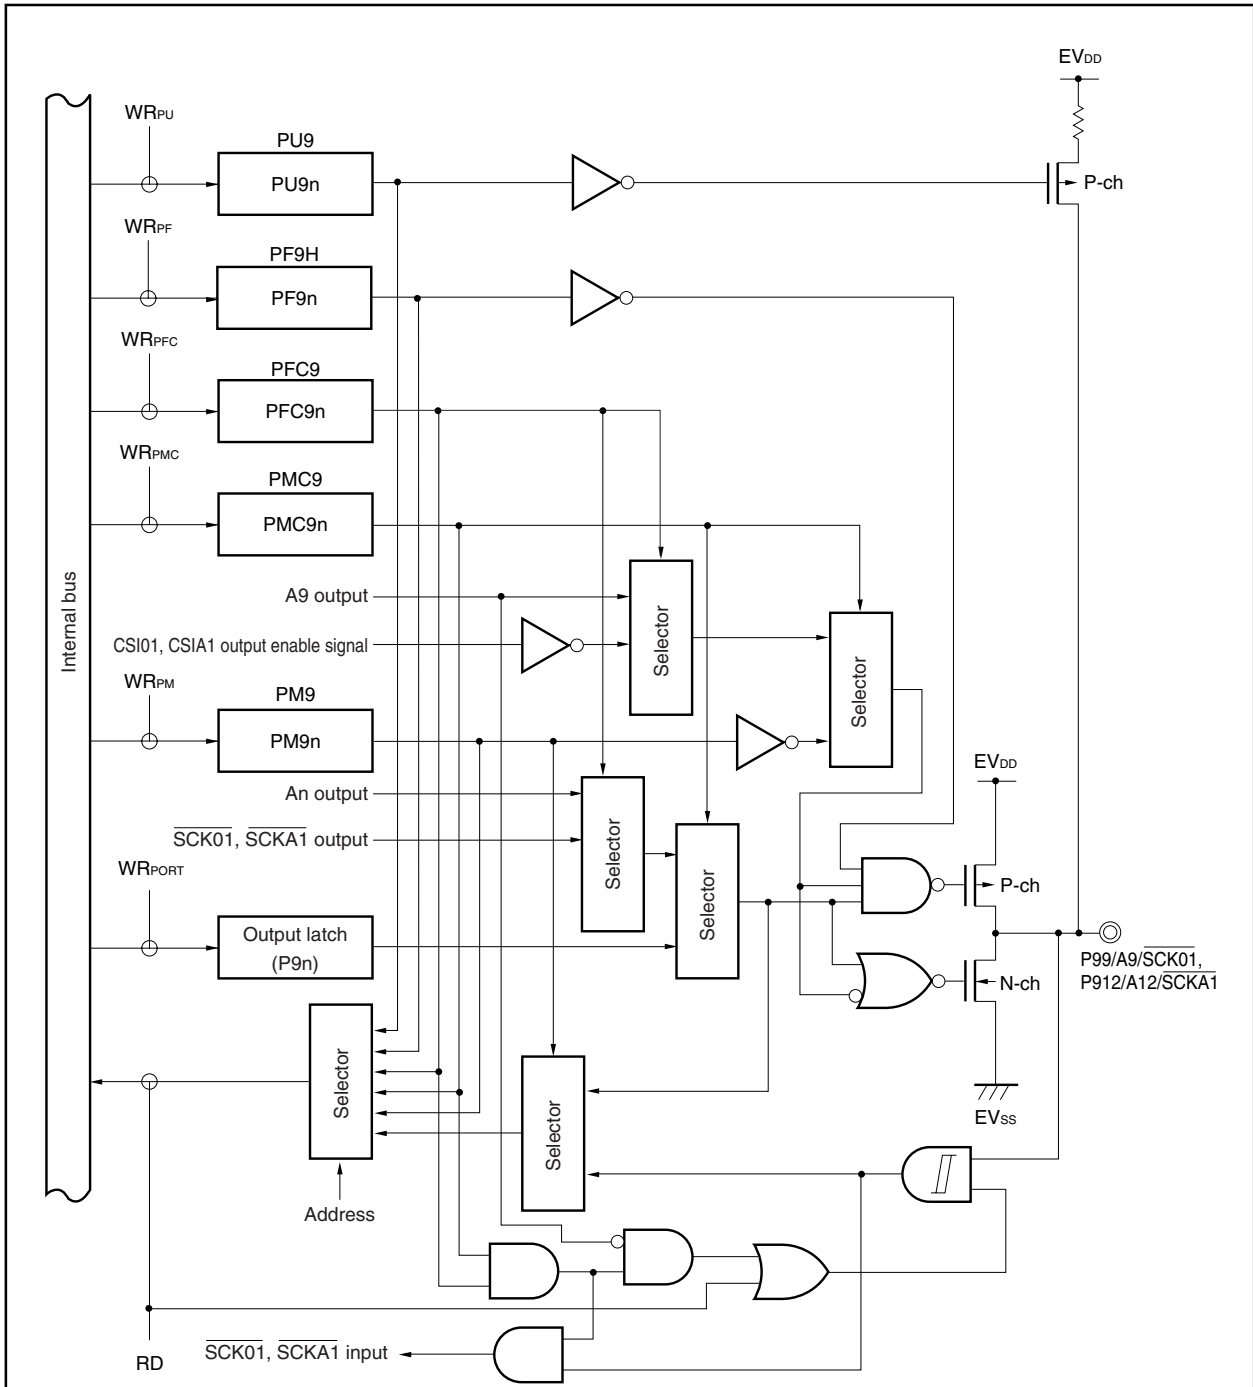 EVDD
WRPU
PU9
PU9n
P-ch
WRPF
PF9H
PF9n
WRPFC
PFC9
PFC9n
WRPMC
PMC9
PMC9n
Internal bus
A9 output
Selector
CSI01, CSIA1 output enable signal
Selector
WRPM
PM9
PM9n
EVDD
An output
Selector
SCK01, SCKA1 output
Selector
WRPORT
P-ch
Output latch
(P9n)
P99/A9/SCK01,
P912/A12/SCKA1
N-ch
Selector
Selector
EVSS
Address
RD
SCK01, SCKA1 input